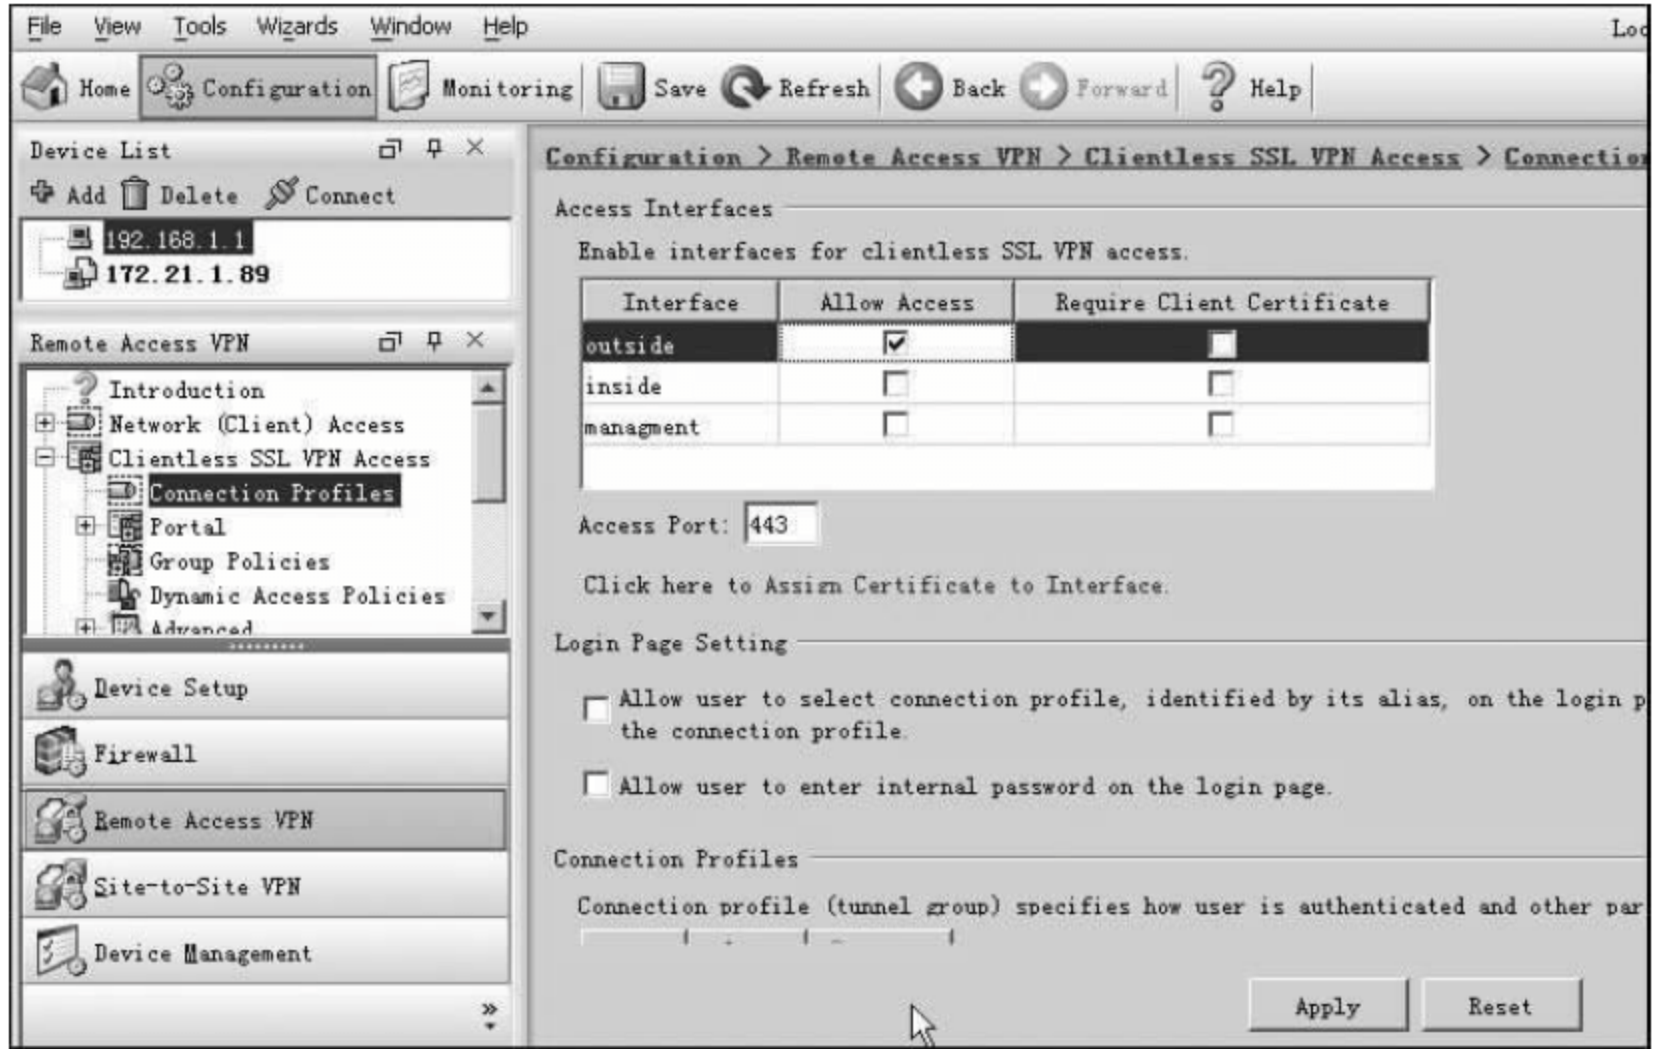 File View Tools Wizards Window Help
Home Configuration Monitoring Save Refresh Back Forward Help
Device List
Add Delete Connect
192.168.1.1
172.21.1.89
Remote Access VPN
Introduction
Network (Client) Access
Clientless SSL VPN Access
Connection Profiles
Portal
Group Policies
Dynamic Access Policies
Advanced
Device Setup
Firewall
Remote Access VPN
Site-to-Site VPN
Device Management
Configuration > Remote Access VPN > Clientless SSL VPN Access >
Access Interfaces
Enable interfaces for clientless SSL VPN access.
Interface Allow Access Require Client Certificate
outside
inside
managment
Access Port: 443
Click here to Assign Certificate to Interface.
Login Page Setting
Allow user to select connection profile, identified by its alias, on the login
the connection profile.
Allow user to enter internal password on the login page.
Connection Profiles
Connection profile (tunnel group) specifies how user is authenticated and other
Apply Reset